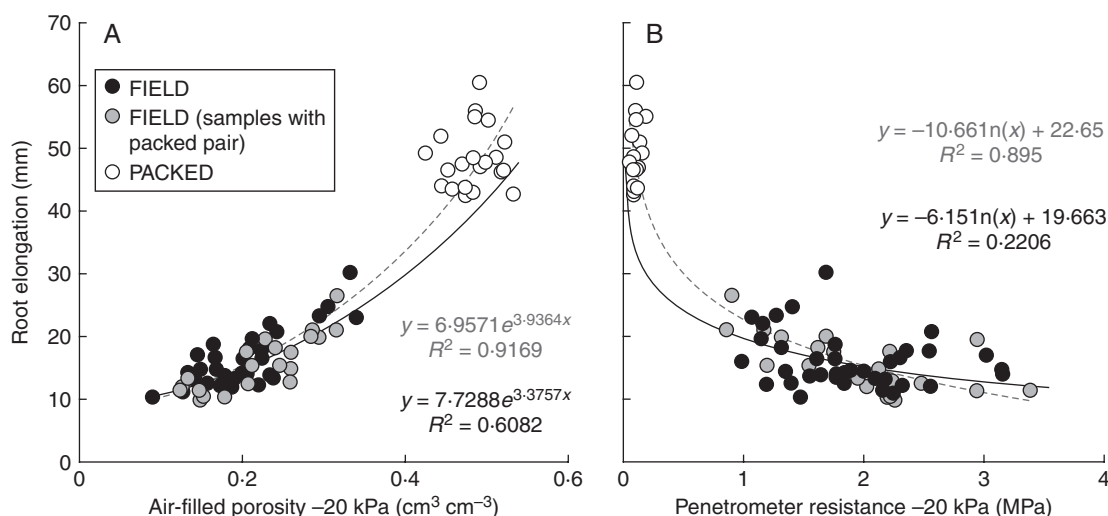 A
B
FIELD
FIELD (samples with
packed pair)
PACKED
Root elongation (mm)
70
60
50
40
30
20
10
0
y = 6·9571e^3·9364x
R² = 0·9169
y = 7·7288e^3·3757x
R² = 0·6082
0
0·2
0·4
0·6
Air-filled porosity –20 kPa (cm³ cm⁻³)
y = –10·661n(x) + 22·65
R² = 0·895
y = –6·151n(x) + 19·663
R² = 0·2206
0
1
2
3
4
Penetrometer resistance –20 kPa (MPa)